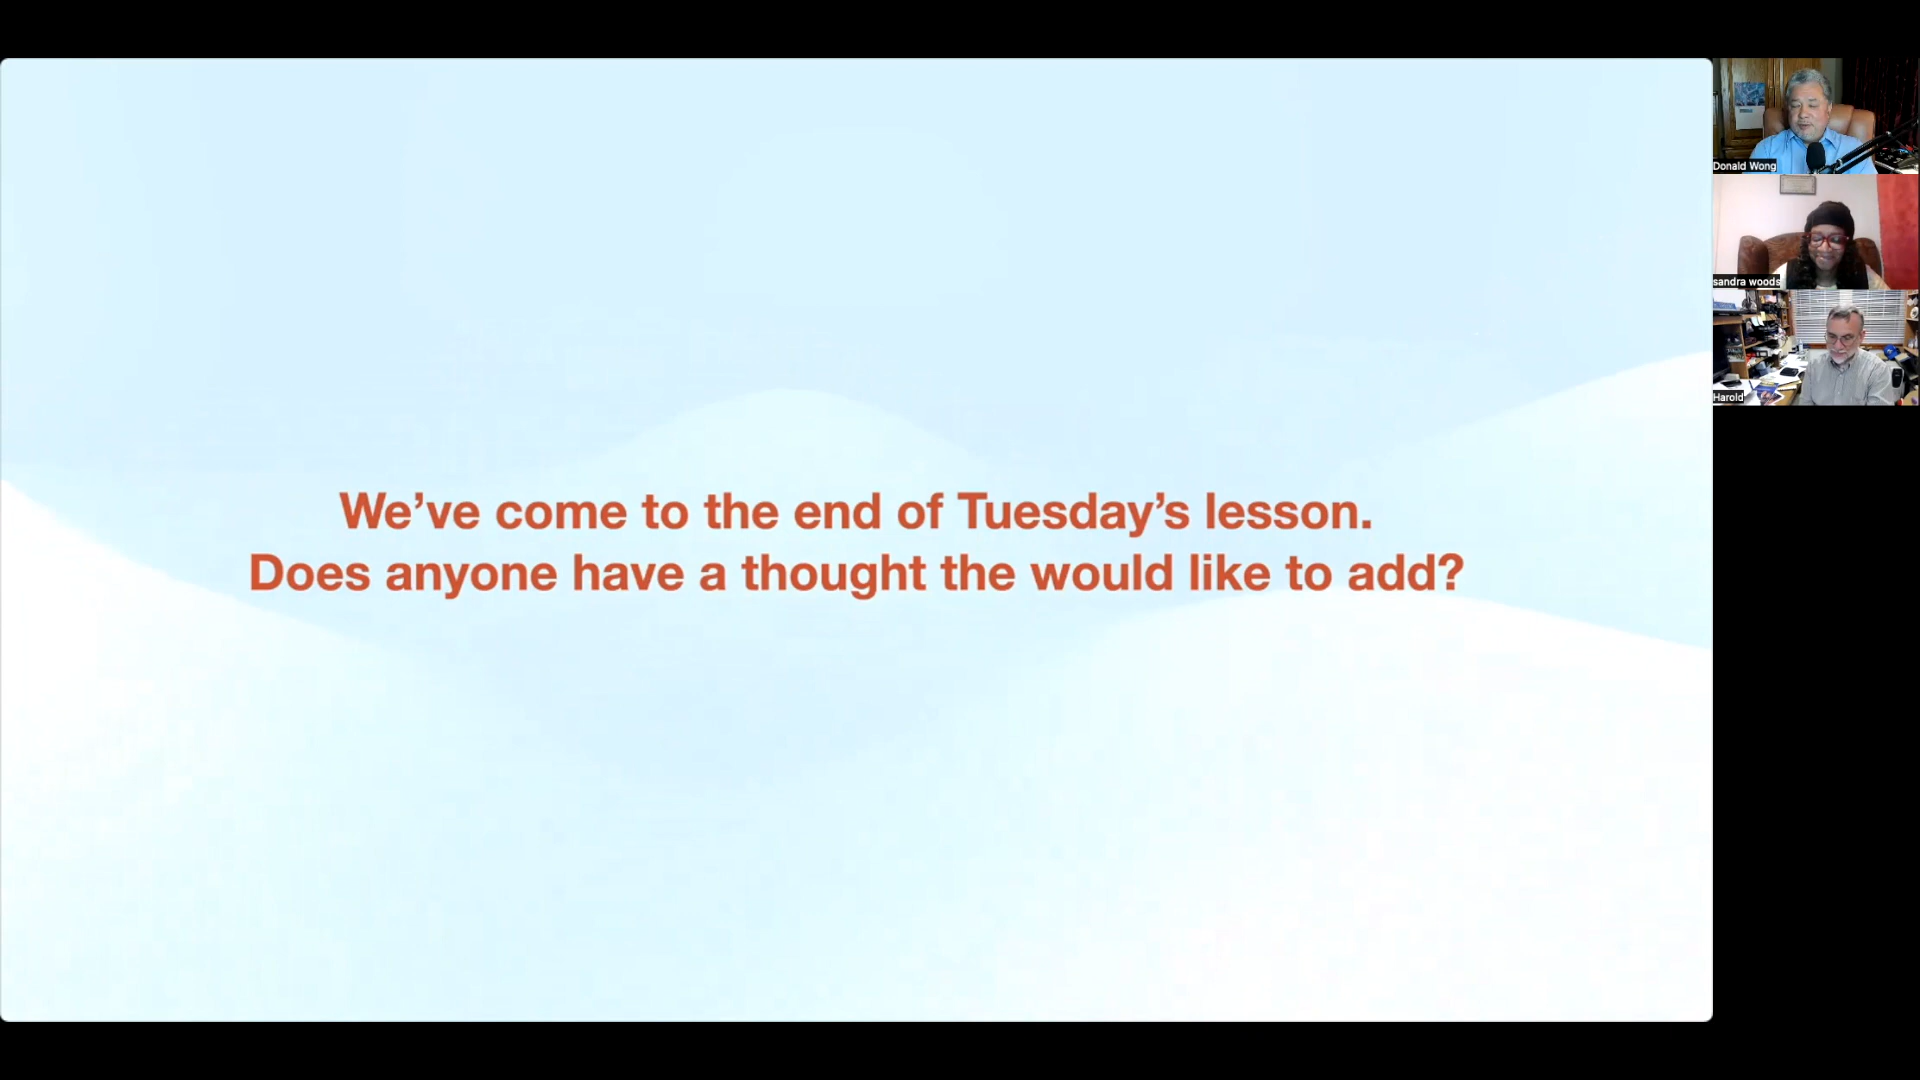 We’ve come to the end of Tuesday’s lesson.
Does anyone have a thought the would like to add?
Donald Wong
sandra woods
Harold